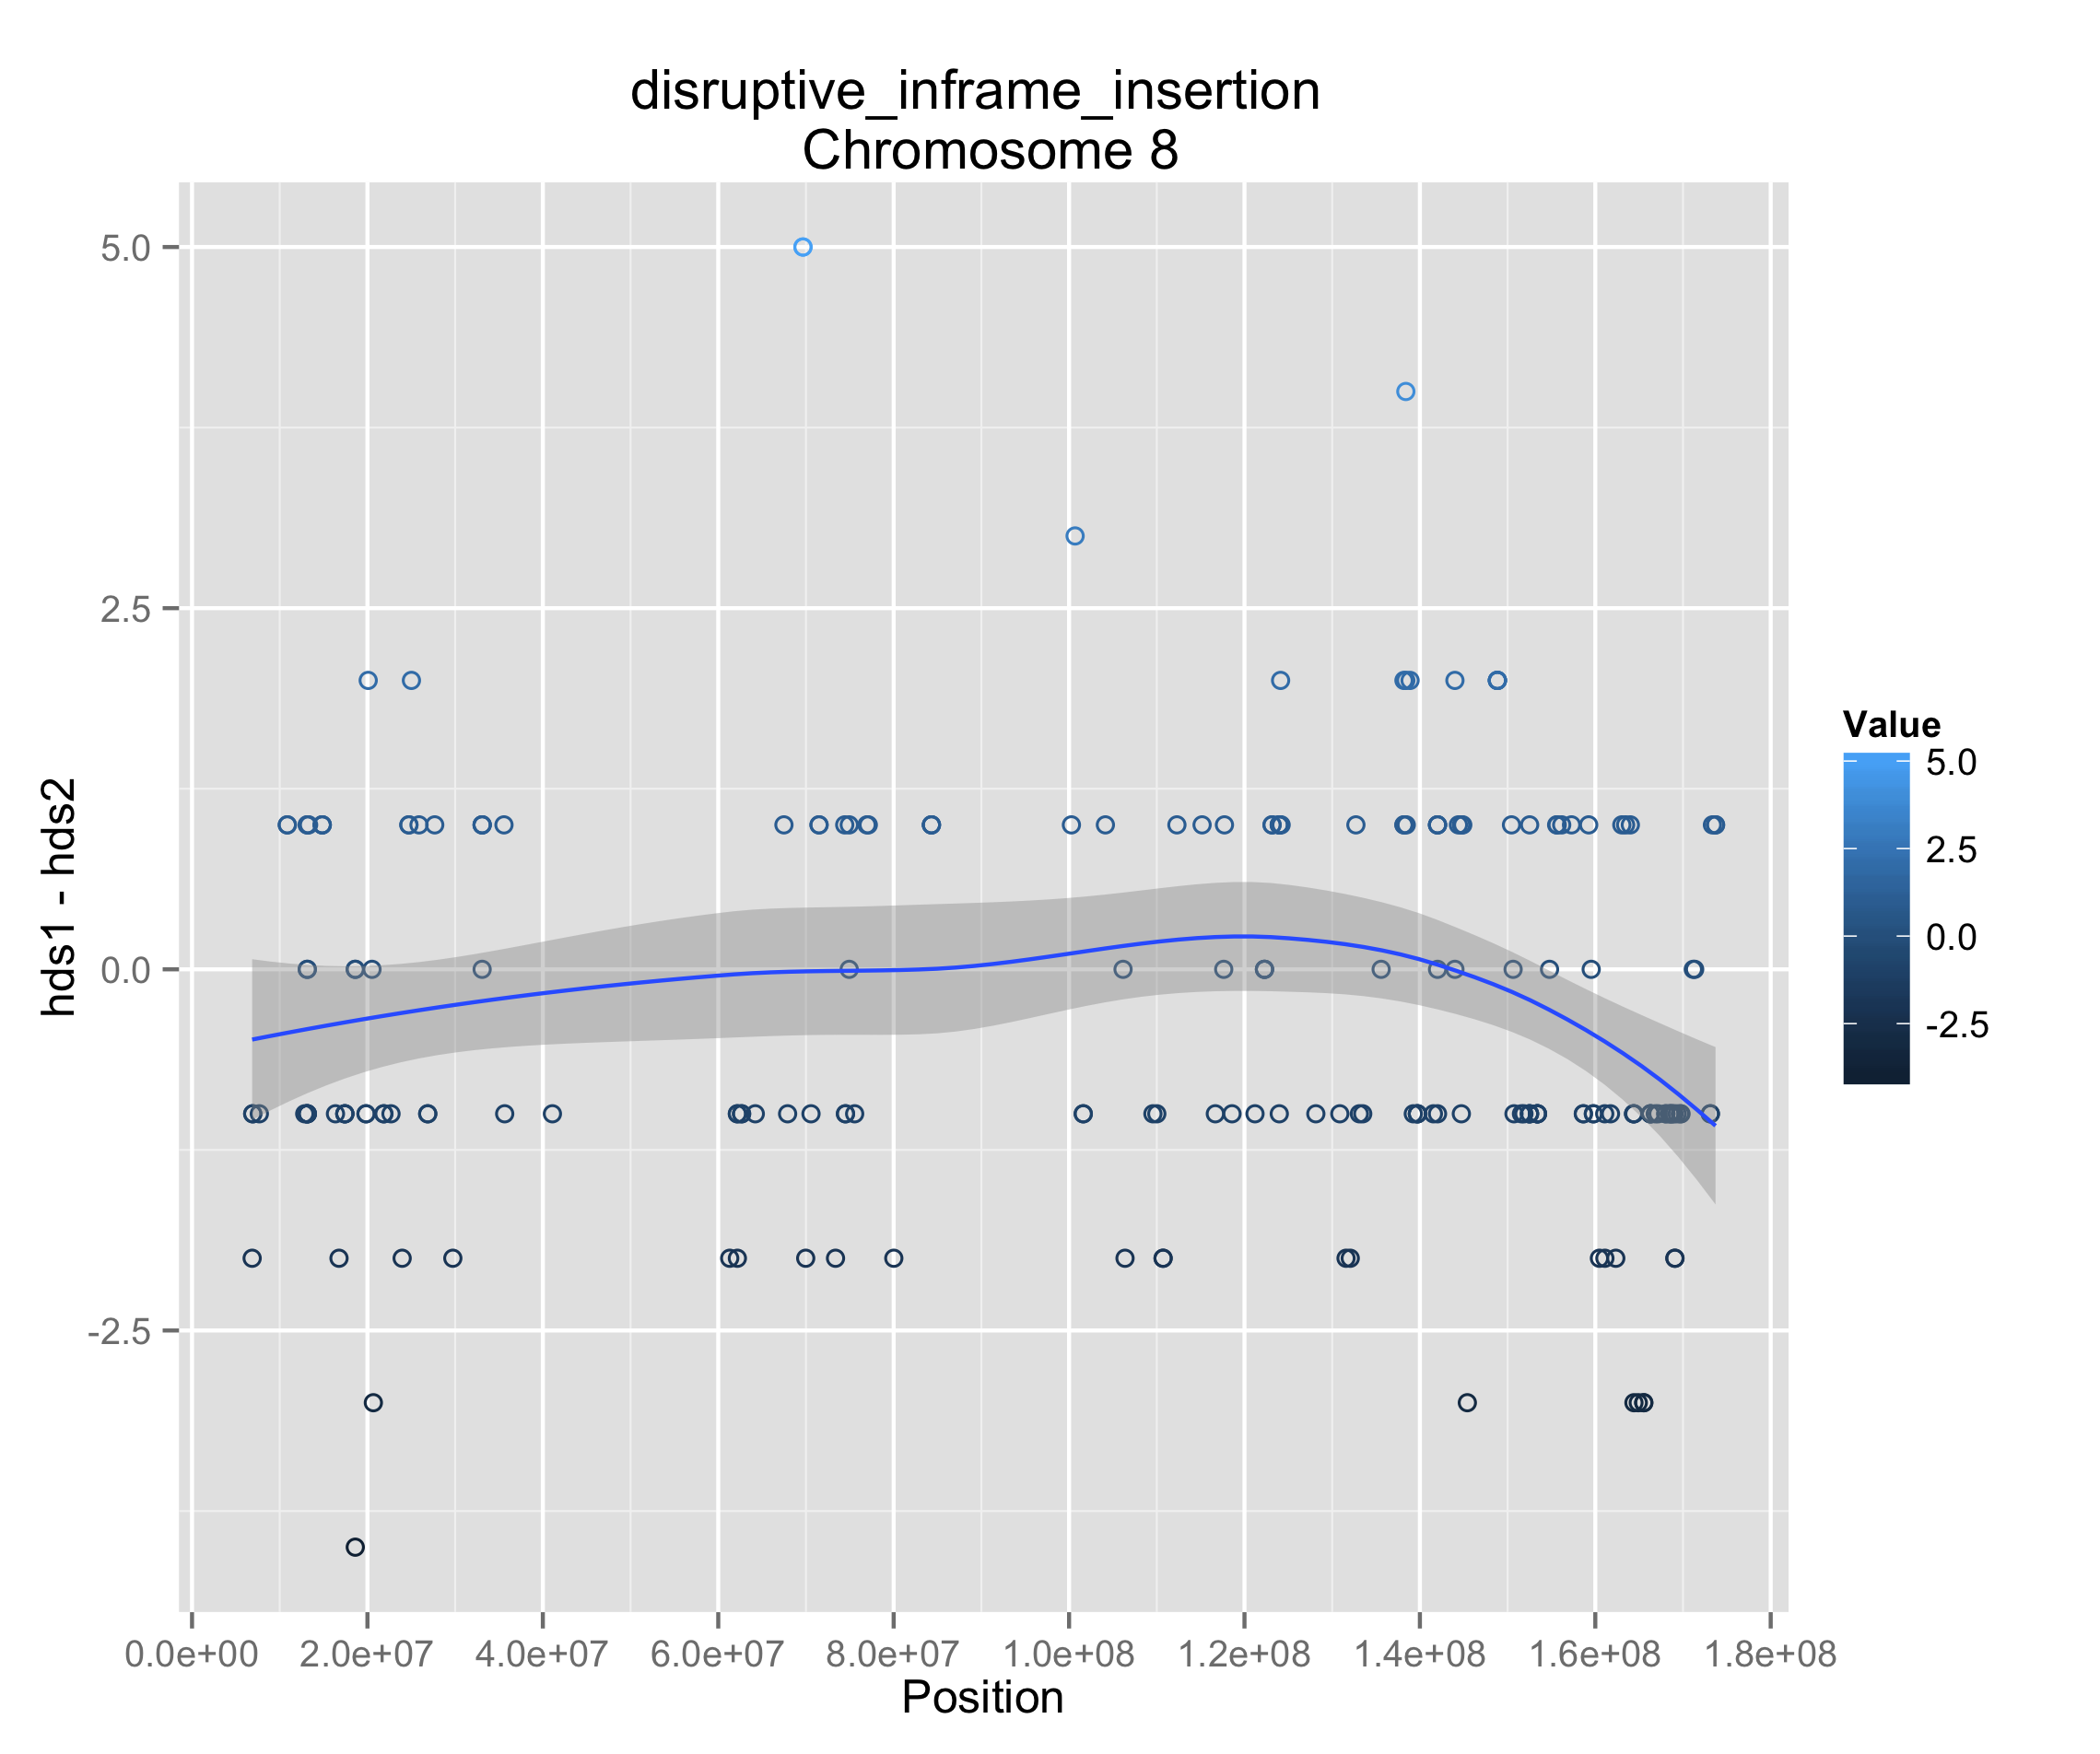 disruptive_inframe_insertion
Chromosome 8
5.0
2.5
0.0
-2.5
hds1 - hds2
0.0e+00 2.0e+07 4.0e+07 6.0e+07 8.0e+07 1.0e+08 1.2e+08 1.4e+08 1.6e+08 1.8e+08
Position
Value
5.0
2.5
0.0
-2.5